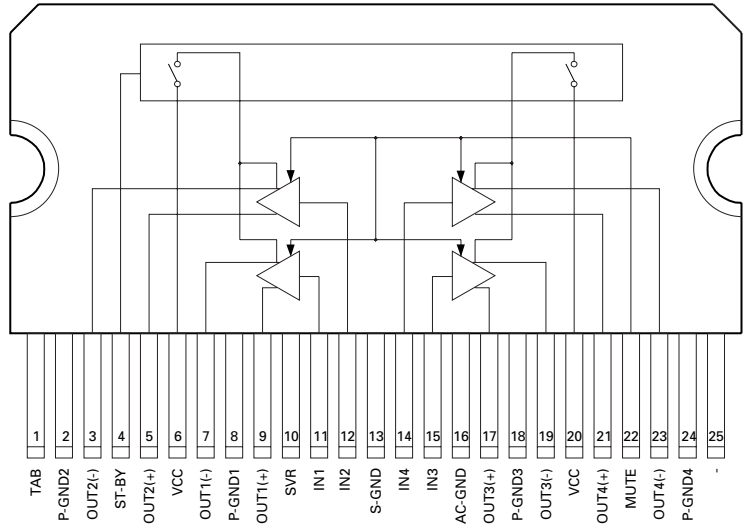 1 2 3 4 5 6 7 8 9 10 11 12 13 14 15 16 17 18 19 20 21 22 23 24 25
TAB
P-GND2
OUT2(-)
ST-BY
OUT2(+)
VCC
OUT1(-)
P-GND1
OUT1(+)
SVR
IN1
IN2
S-GND
IN4
IN3
AC-GND
OUT3(+)
P-GND3
OUT3(-)
VCC
OUT4(+)
MUTE
OUT4(-)
P-GND4
-